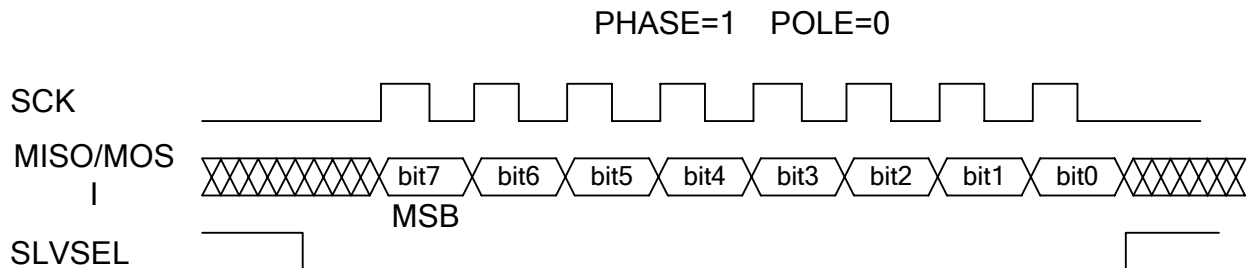 PHASE=1 POLE=0
SCK
MISO/MOS
I
bit7 bit6 bit5 bit4 bit3 bit2 bit1 bit0
MSB
SLVSEL